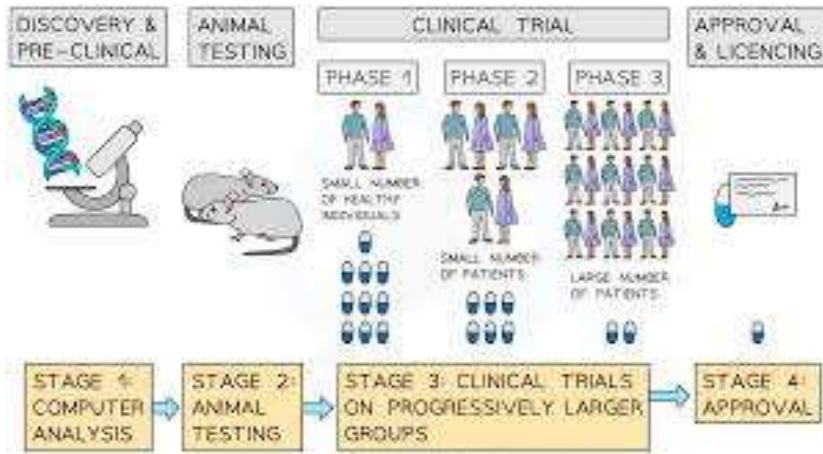 DISCOVERY &
PRE-CLINICAL
ANIMAL
TESTING
CLINICAL TRIAL
APPROVAL
& LICENCING
PHASE 1
PHASE 2
PHASE 3
SMALL NUMBER
OF HEALTHY
INDIVIDUALS
SMALL NUMBER
OF PATIENTS
LARGE NUMBER
OF PATIENTS
A+
STAGE 1:
COMPUTER
ANALYSIS
STAGE 2:
ANIMAL
TESTING
STAGE 3: CLINICAL TRIALS
ON PROGRESSIVELY LARGER
GROUPS
STAGE 4:
APPROVAL